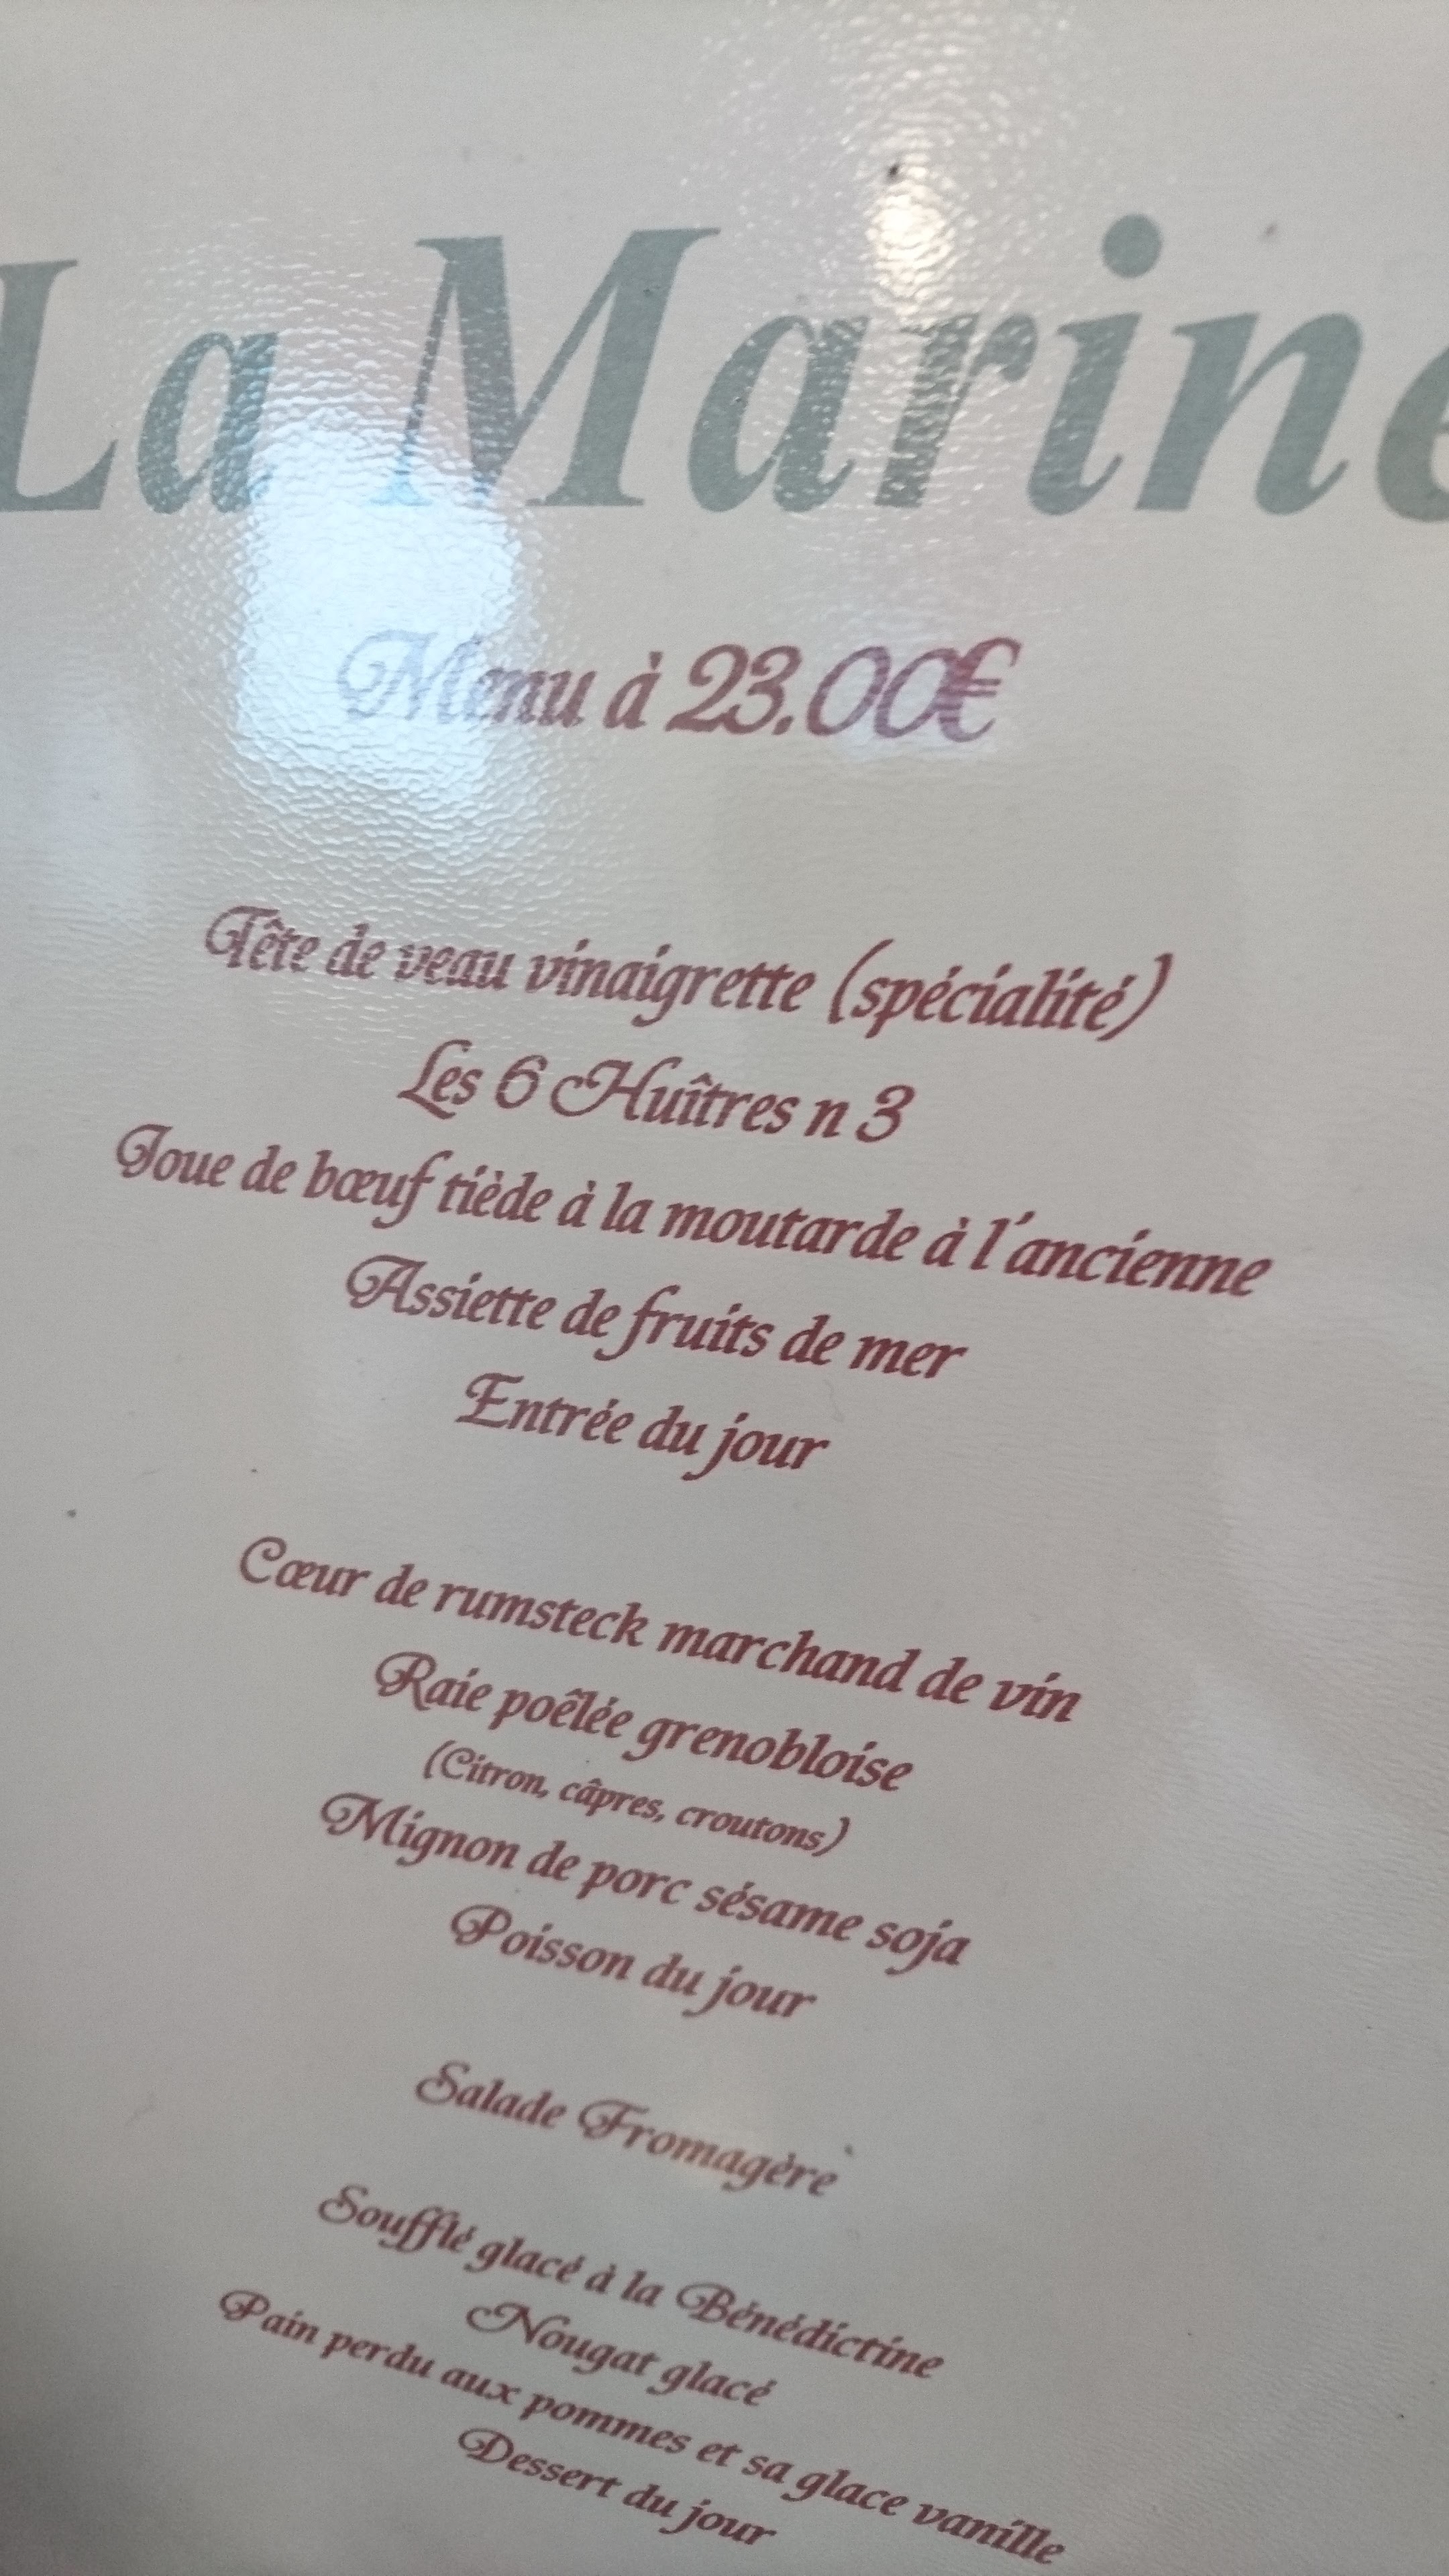 La Marine
Menu à 23.00€
Tête de veau vinaigrette (spécialité)
Les 6 Huîtres n 3
Joue de bœuf tiède à la moutarde à l'ancienne
Assiette de fruits de mer
Entrée du jour
Cœur de rumsteck marchand de vin
Raie poêlée grenobloise
(Citron, câpres, croutons)
Mignon de porc sésame soja
Poisson du jour
Salade Fromagère
Soufflé glacé à la Bénédictine
Nougat glacé
Pain perdu aux pommes et sa glace vanille
Dessert du jour